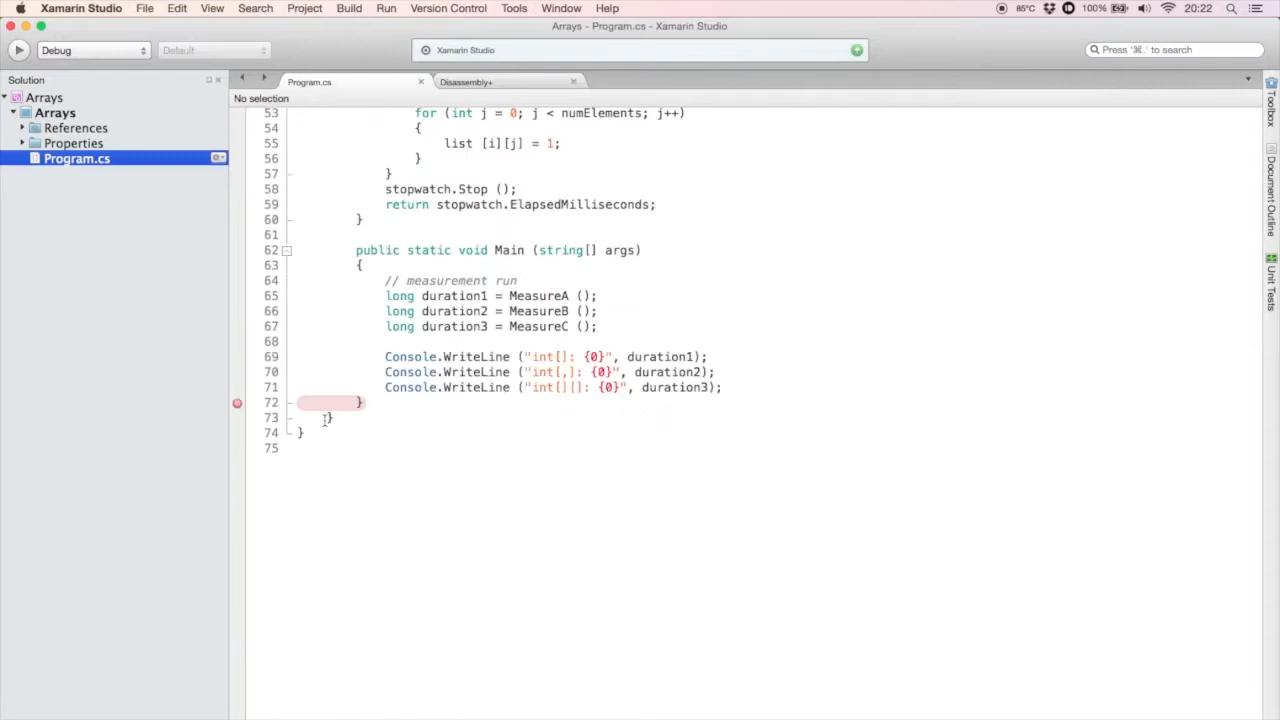 Xamarin Studio File Edit View Search Project Build Run Version Control Tools Window Help 85°C 100% 20:22
Arrays - Program.cs - Xamarin Studio
Debug Default Xamarin Studio Press '⌘.' to search
Solution
Program.cs Disassembly+
No selection
Arrays
Arrays
References
Properties
Program.cs
53 for (int j = 0; j < numElements; j++)
54 {
55 list [i][j] = 1;
56 }
57 }
58 stopwatch.Stop ();
59 return stopwatch.ElapsedMilliseconds;
60 }
61
62 public static void Main (string[] args)
63 {
64 // measurement run
65 long duration1 = MeasureA ();
66 long duration2 = MeasureB ();
67 long duration3 = MeasureC ();
68
69 Console.WriteLine ("int[]: {0}", duration1);
70 Console.WriteLine ("int[,]: {0}", duration2);
71 Console.WriteLine ("int[][]: {0}", duration3);
72 }
73 }
74 }
75
Toolbox
Document Outline
Unit Tests